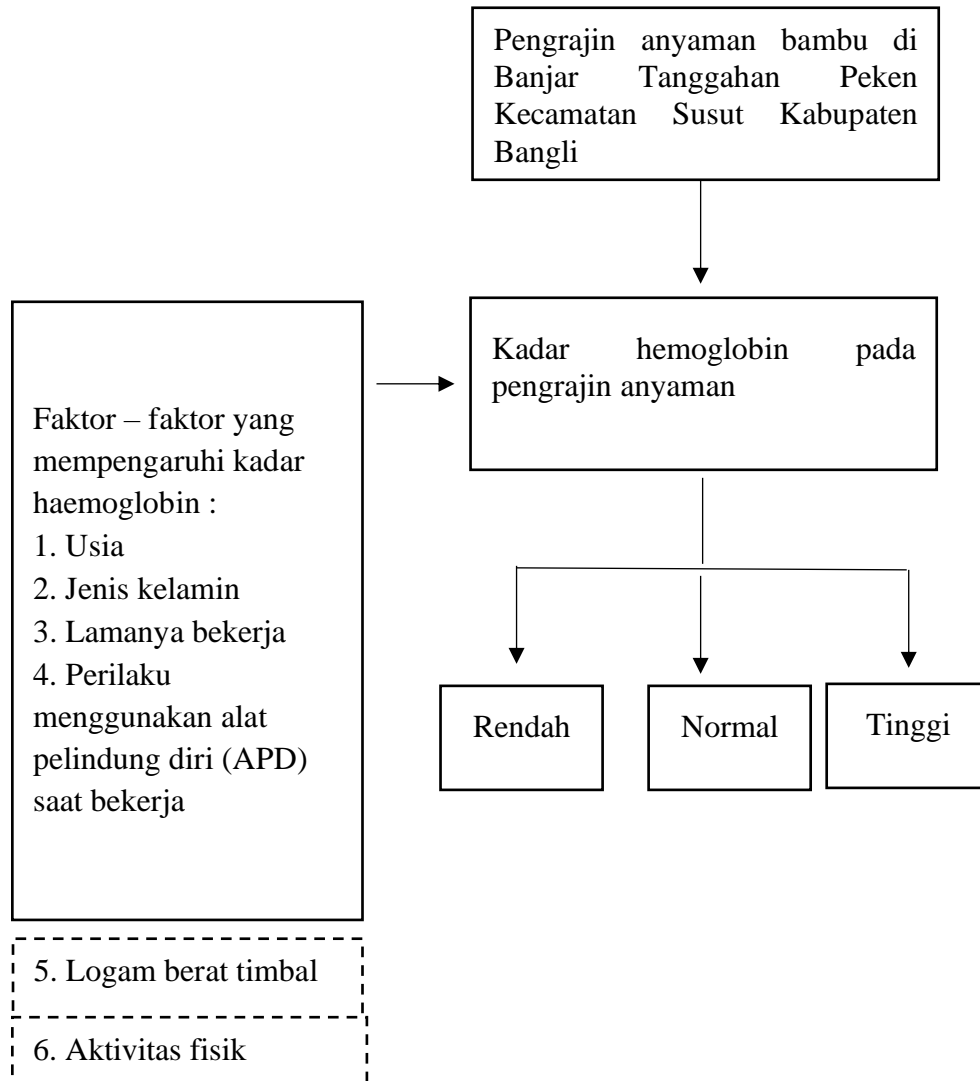 Pengrajin anyaman bambu di
Banjar Tanggahan Peken
Kecamatan Susut Kabupaten
Bangli
Kadar hemoglobin pada
pengrajin anyaman
Faktor – faktor yang
mempengaruhi kadar
haemoglobin :
1. Usia
2. Jenis kelamin
3. Lamanya bekerja
4. Perilaku
menggunakan alat
pelindung diri (APD)
saat bekerja
Rendah
Normal
Tinggi
5. Logam berat timbal
6. Aktivitas fisik